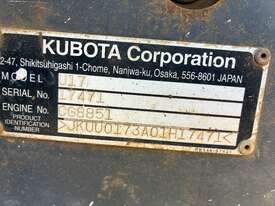 KUBOTA Corporation
2-47, Shikitsuhigashi 1-Chome, Naniwa-ku, Osaka, 556-8601 JAPAN
MODEL U17
SERIAL, No. 17471
ENGINE No. CG8851
PRODUCT
IDENTIFICATION
NUMBER >JKUU0173A01H17471<